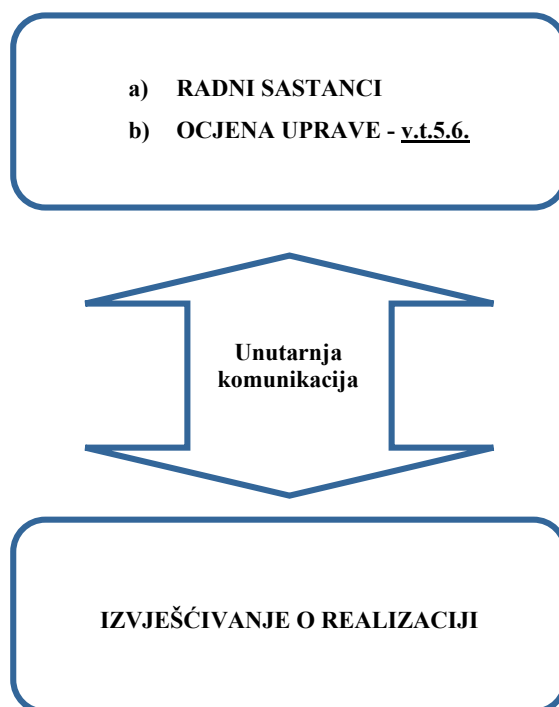 a) RADNI SASTANCI
b) OCJENA UPRAVE - v.t.5.6.
Unutarnja
komunikacija
IZVJEŠĆIVANJE O REALIZACIJI